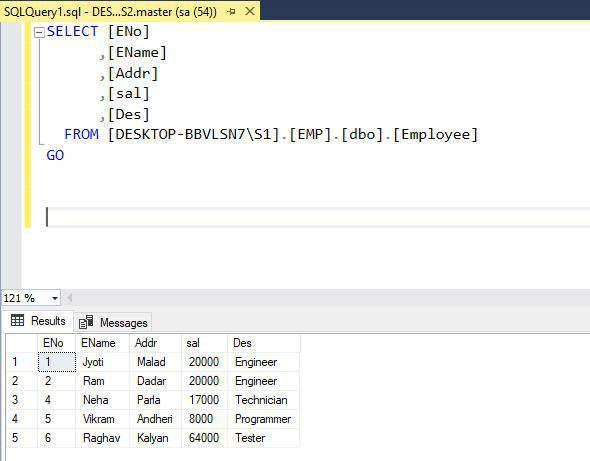 SQLQuery1.sql - DES...S2.master (sa (54))
SELECT [ENo]
,[EName]
,[Addr]
,[sal]
,[Des]
FROM [DESKTOP-BBVLSN7\S1].[EMP].[dbo].[Employee]
GO
121 %
Results Messages
ENo EName Addr sal Des
1 1 Jyoti Malad 20000 Engineer
2 2 Ram Dadar 20000 Engineer
3 4 Neha Parla 17000 Technician
4 5 Vikram Andheri 8000 Programmer
5 6 Raghav Kalyan 64000 Tester